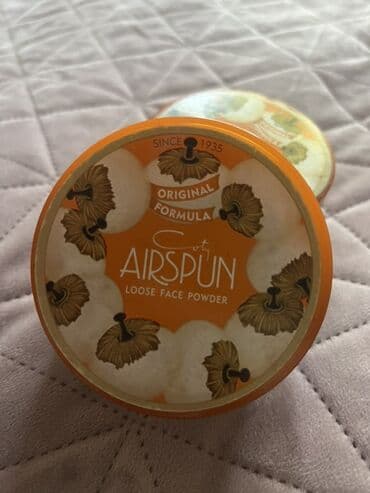 SINCE 1935
ORIGINAL
FORMULA
Coty
AIRSPUN
LOOSE FACE POWDER